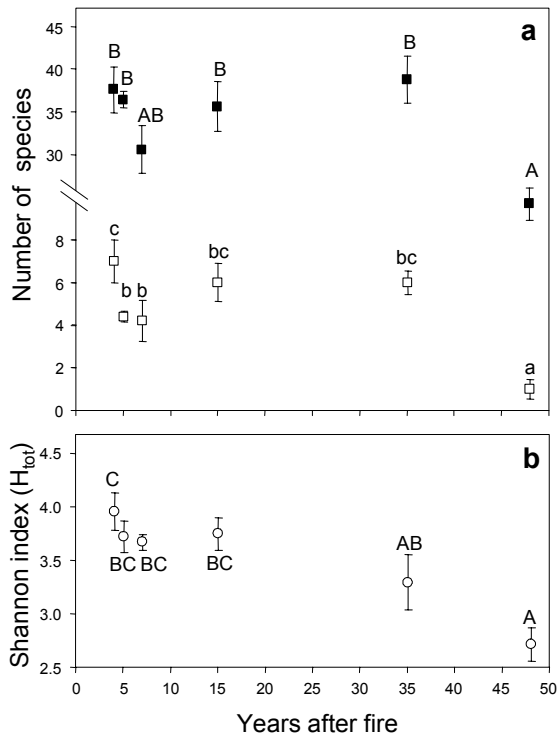 a
Number of species
45
40
35
30
8
6
4
2
0
B
B
AB
B
B
A
c
b b
bc
bc
a
b
Shannon index (Htot)
4.5
4.0
3.5
3.0
2.5
C
BC BC
BC
AB
A
0 5 10 15 20 25 30 35 40 45 50
Years after fire